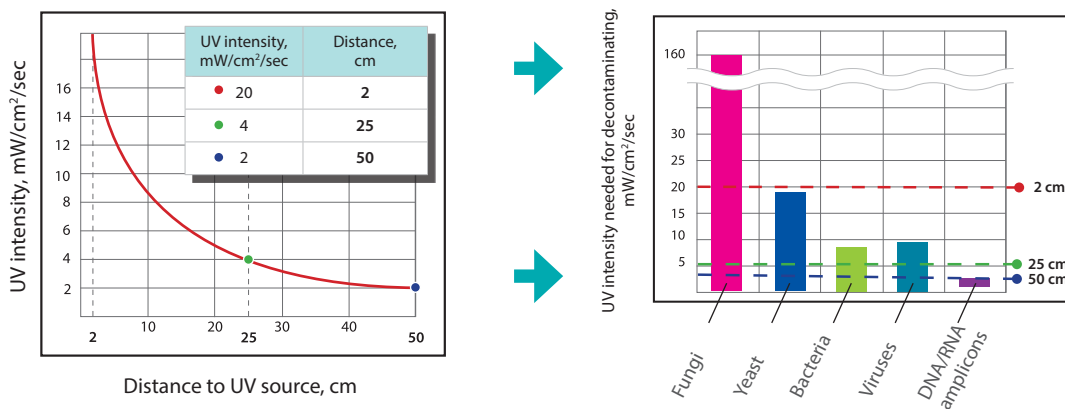 UV intensity, mW/cm²/sec
16
14
12
10
8
6
4
2
UV intensity,
mW/cm²/sec
Distance,
cm
20
2
4
25
2
50
2
10
20
25
30
40
50
Distance to UV source, cm
UV intensity needed for decontaminating,
mW/cm²/sec
160
30
25
20
15
10
5
2 cm
25 cm
50 cm
Fungi
Yeast
Bacteria
Viruses
DNA/RNA
amplicons